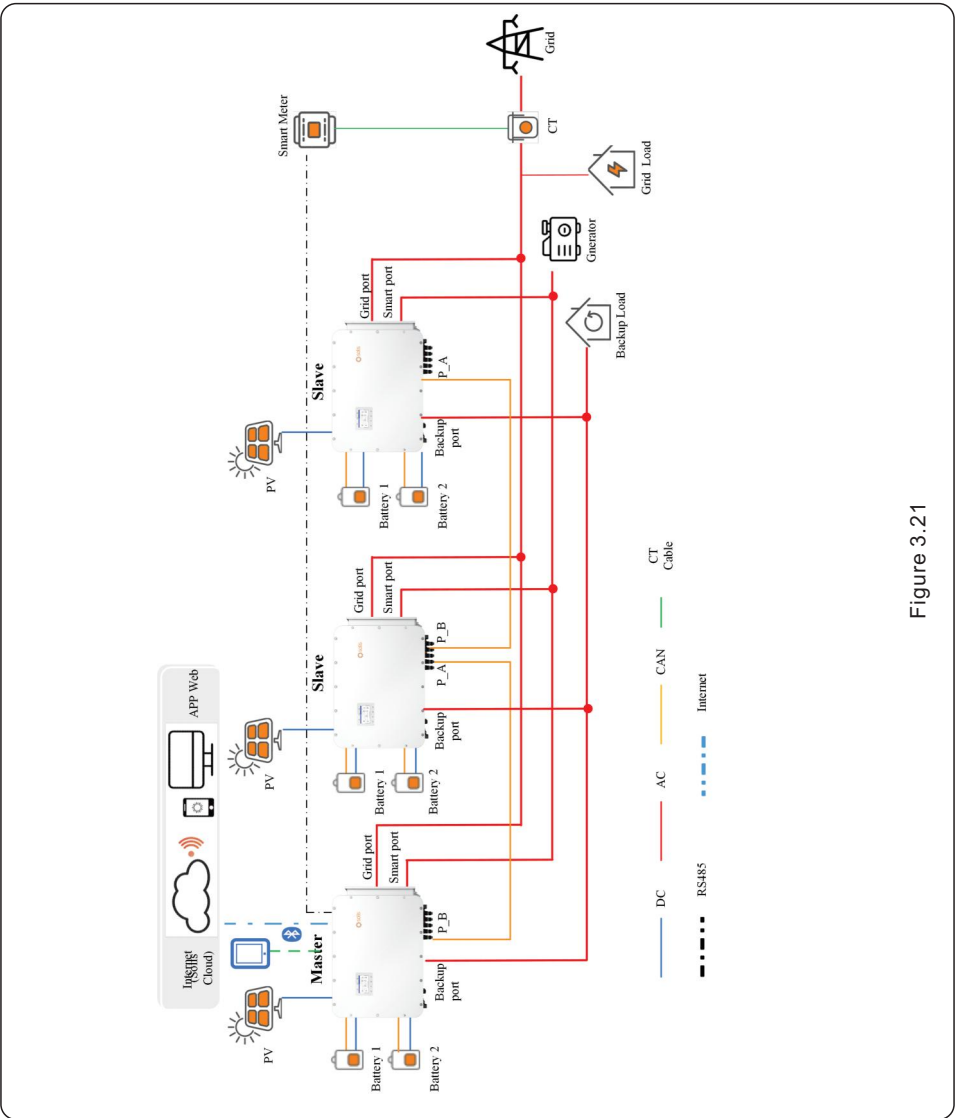 Internet
(Solis
Cloud)
APP Web
PV
Master
Battery 1
Battery 2
Backup
port
P_B
Grid port
Smart port
PV
Slave
Battery 1
Battery 2
Backup
port
P_A
P_B
Grid port
Smart port
PV
Slave
Battery 1
Battery 2
Backup
port
P_A
Grid port
Smart port
Smart Meter
CT
Grid
Grid Load
Gnerator
Backup Load
DC
AC
CAN
CT
Cable
RS485
Internet
Figure 3.21